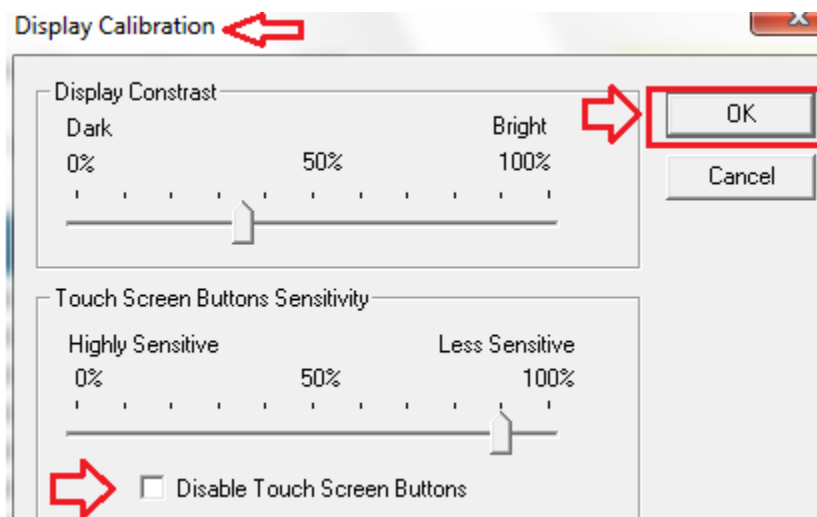 Display Calibration
Display Constrast
Dark Bright
0% 50% 100%
OK
Cancel
Touch Screen Buttons Sensitivity
Highly Sensitive Less Sensitive
0% 50% 100%
Disable Touch Screen Buttons